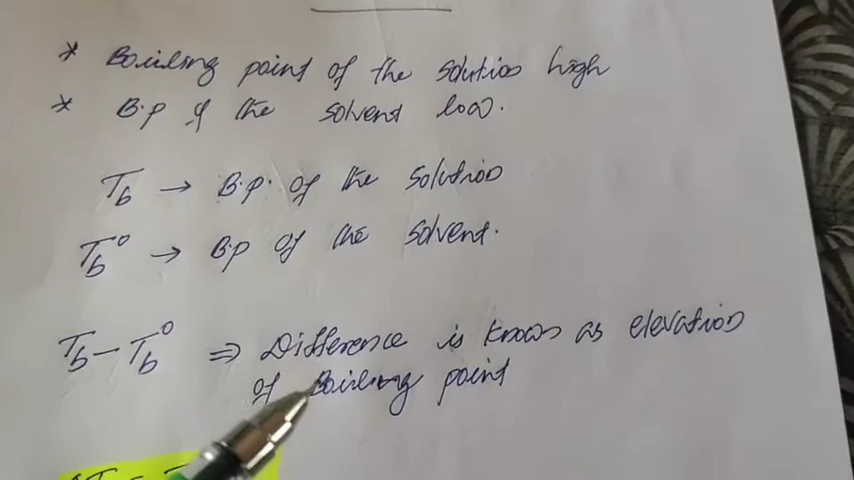 * Boiling point of the solution high
* B.p of the solvent low.
Tb → B.p. of the solution
Tb° → Bp of the solvent.
Tb - Tb° ⇒ Difference is known as elevation
of Boiling point